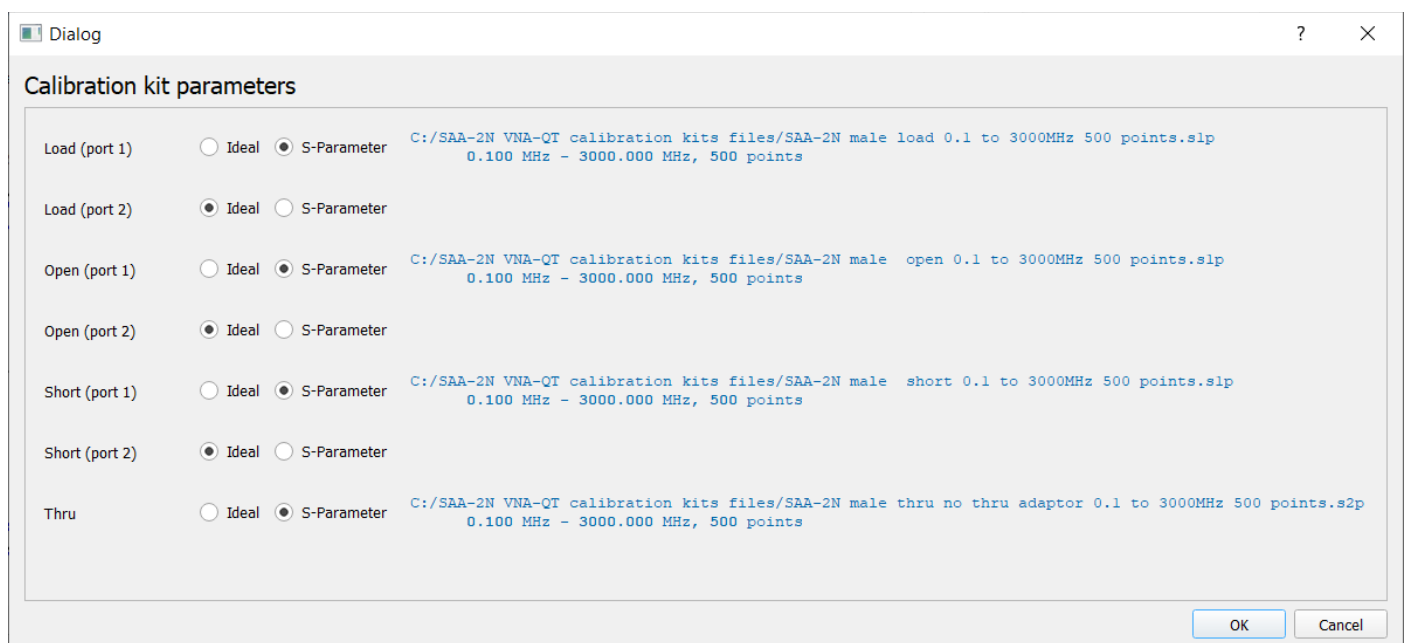 Dialog
?
Calibration kit parameters
Load (port 1) Ideal S-Parameter C:/SAA-2N VNA-QT calibration kits files/SAA-2N male load 0.1 to 3000MHz 500 points.s1p
0.100 MHz - 3000.000 MHz, 500 points
Load (port 2) Ideal S-Parameter
Open (port 1) Ideal S-Parameter C:/SAA-2N VNA-QT calibration kits files/SAA-2N male  open 0.1 to 3000MHz 500 points.s1p
0.100 MHz - 3000.000 MHz, 500 points
Open (port 2) Ideal S-Parameter
Short (port 1) Ideal S-Parameter C:/SAA-2N VNA-QT calibration kits files/SAA-2N male  short 0.1 to 3000MHz 500 points.s1p
0.100 MHz - 3000.000 MHz, 500 points
Short (port 2) Ideal S-Parameter
Thru Ideal S-Parameter C:/SAA-2N VNA-QT calibration kits files/SAA-2N male thru no thru adaptor 0.1 to 3000MHz 500 points.s2p
0.100 MHz - 3000.000 MHz, 500 points
OK Cancel